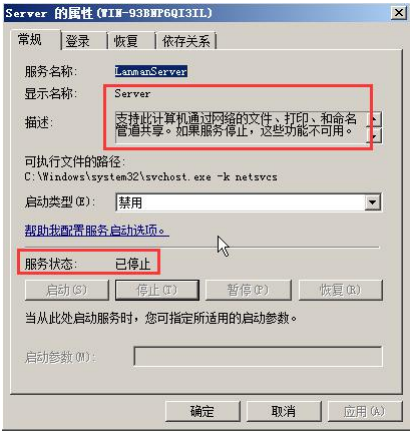 Server 的属性(WIN-93BNP6QI3IL)
常规 登录 恢复 依存关系
服务名称: LanmanServer
显示名称: Server
描述: 支持此计算机通过网络的文件、打印、和命名
管道共享。如果服务停止，这些功能不可用。
可执行文件的路径:
C:\Windows\system32\svchost.exe -k netsvcs
启动类型(E): 禁用
帮助我配置服务启动选项。
服务状态: 已停止
启动(S) 停止(T) 暂停(P) 恢复(R)
当从此处启动服务时，您可指定所适用的启动参数。
启动参数(M):
确定 取消 应用(A)